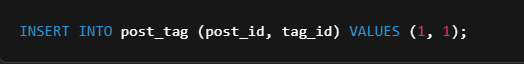 INSERT INTO post_tag (post_id, tag_id) VALUES (1, 1);